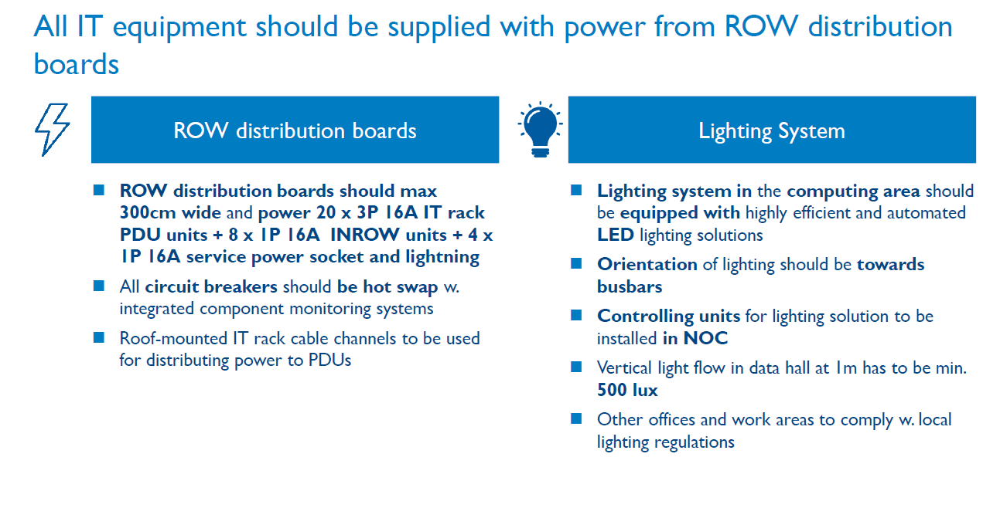 All IT equipment should be supplied with power from ROW distribution
boards
ROW distribution boards
ROW distribution boards should max
300cm wide and power 20 x 3P 16A IT rack
PDU units + 8 x 1P 16A  INROW units + 4 x
1P 16A service power socket and lightning
All circuit breakers should be hot swap w.
integrated component monitoring systems
Roof-mounted IT rack cable channels to be used
for distributing power to PDUs
Lighting System
Lighting system in the computing area should
be equipped with highly efficient and automated
LED lighting solutions
Orientation of lighting should be towards
busbars
Controlling units for lighting solution to be
installed in NOC
Vertical light flow in data hall at 1m has to be min.
500 lux
Other offices and work areas to comply w. local
lighting regulations